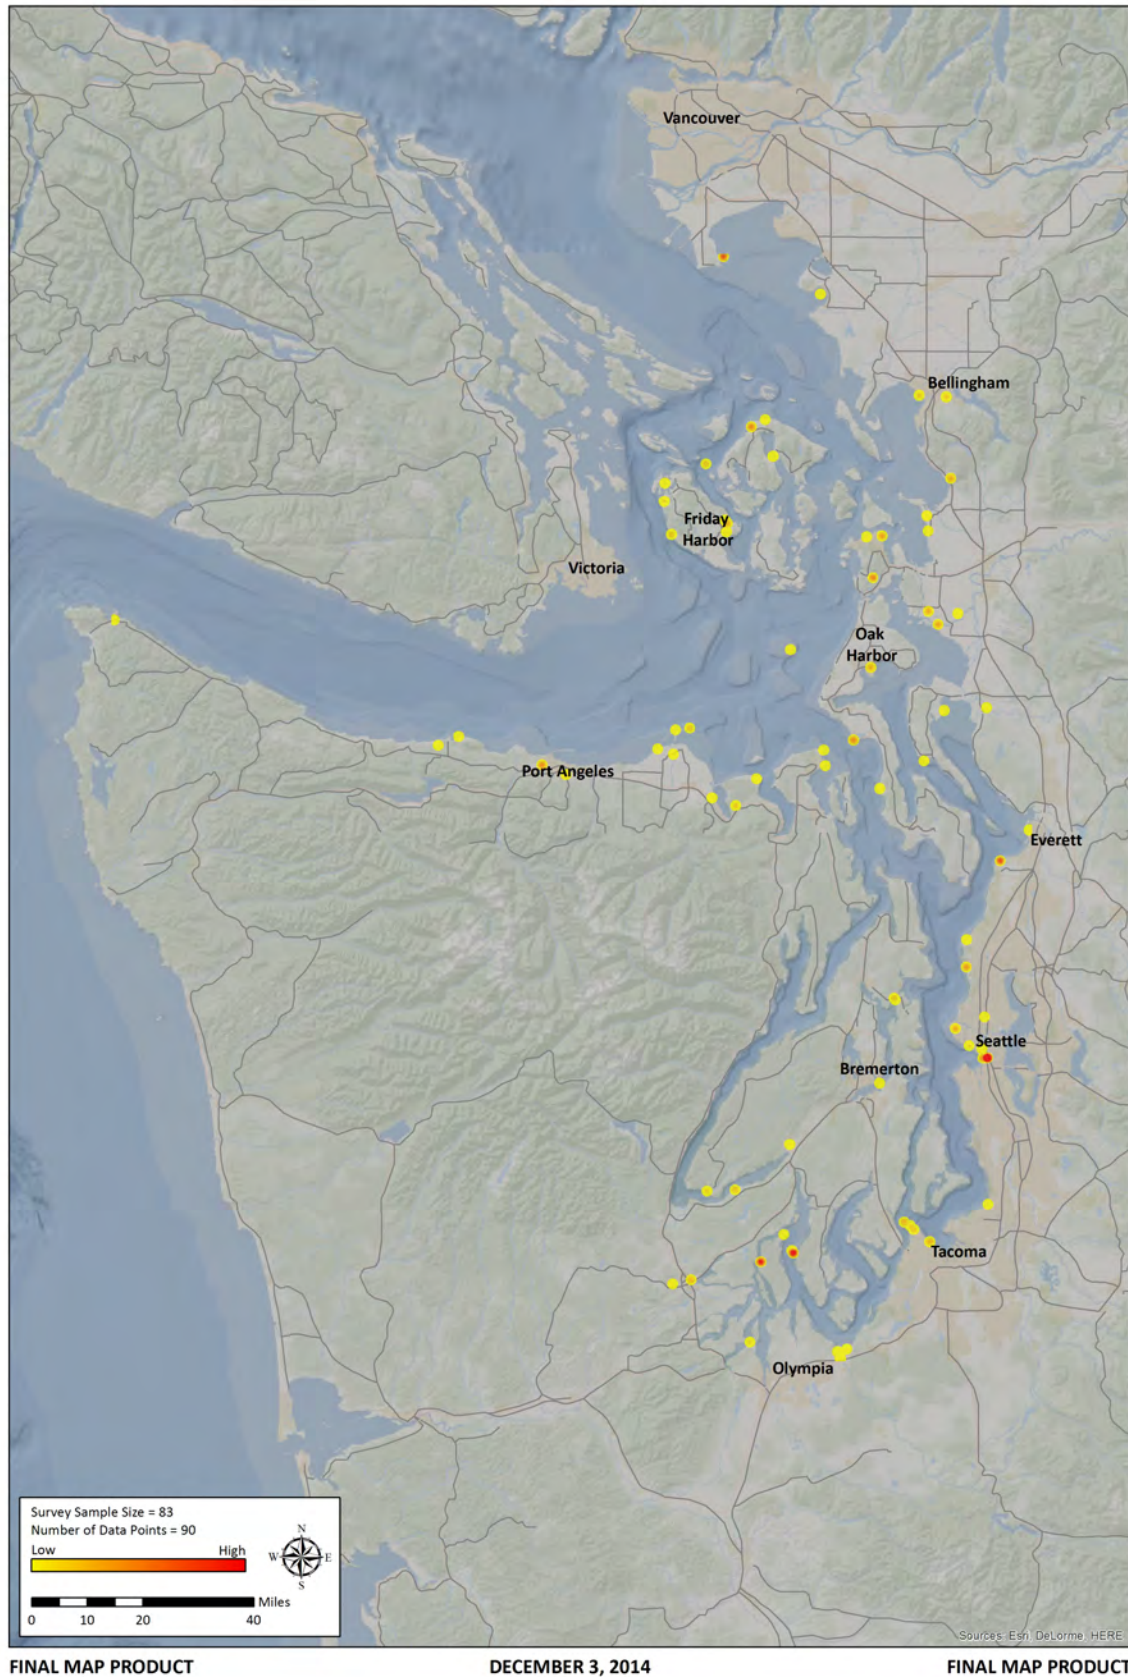 Vancouver
Bellingham
Friday
Harbor
Victoria
Oak
Harbor
Port Angeles
Everett
Seattle
Bremerton
Tacoma
Olympia
Survey Sample Size = 83
Number of Data Points = 90
Low High
N
W E
S
Miles
0 10 20 40
Sources: Esri, DeLorme, HERE
FINAL MAP PRODUCT DECEMBER 3, 2014 FINAL MAP PRODUCT